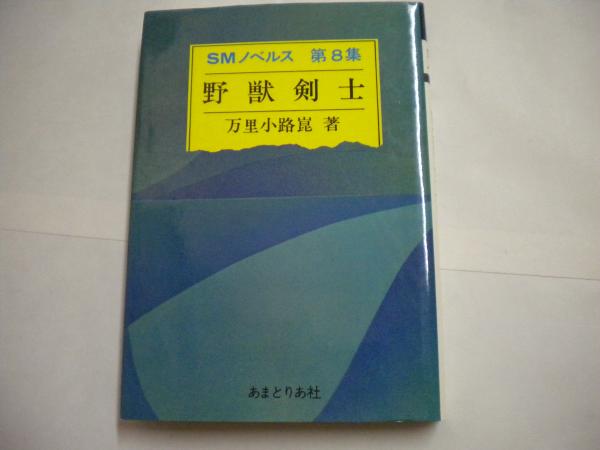 SMノベルス 第8集
野獣剣士
万里小路崑 著
あまとりあ社